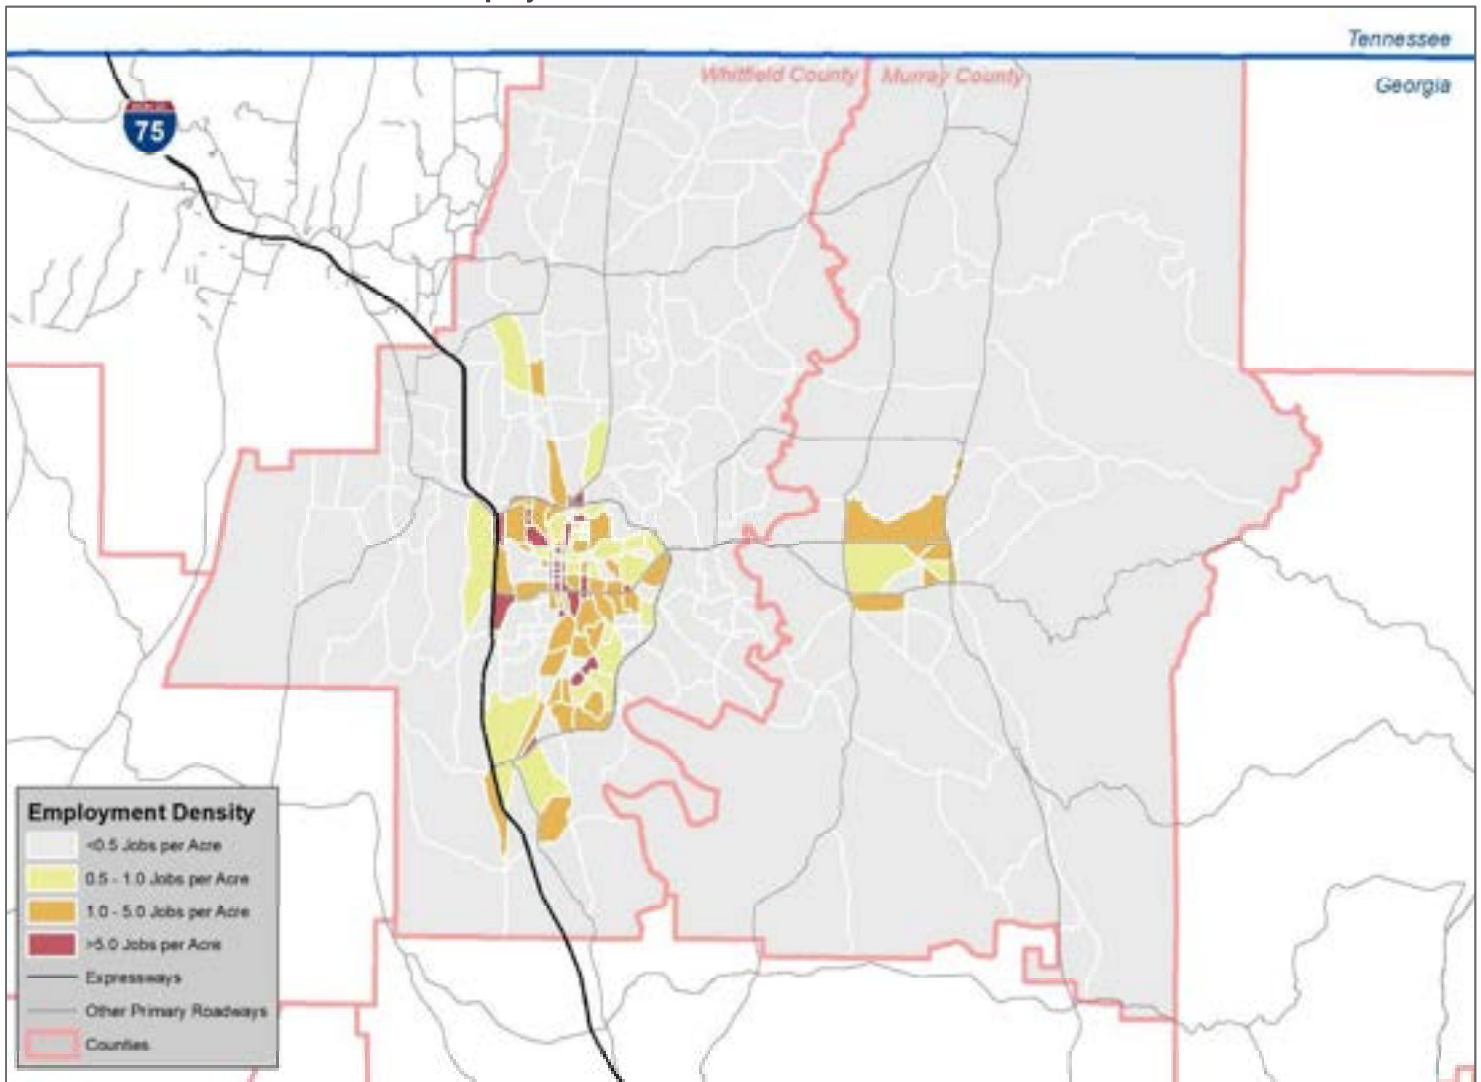 Tennessee
Whitfield County Murray County
Georgia
75
Employment Density
<0.5 Jobs per Acre
0.5 - 1.0 Jobs per Acre
1.0 - 5.0 Jobs per Acre
>5.0 Jobs per Acre
Expressways
Other Primary Roadways
Counties